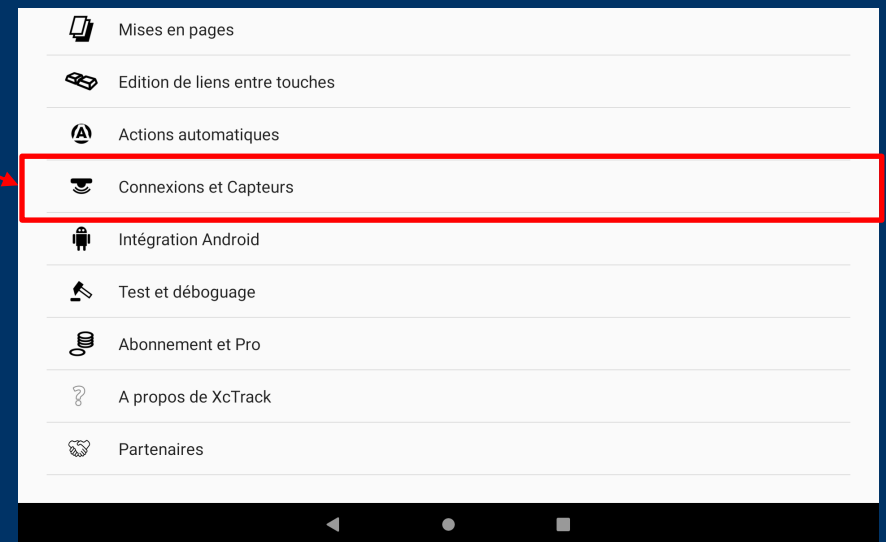 Mises en pages
Edition de liens entre touches
Actions automatiques
Connexions et Capteurs
Intégration Android
Test et déboguage
Abonnement et Pro
A propos de XcTrack
Partenaires